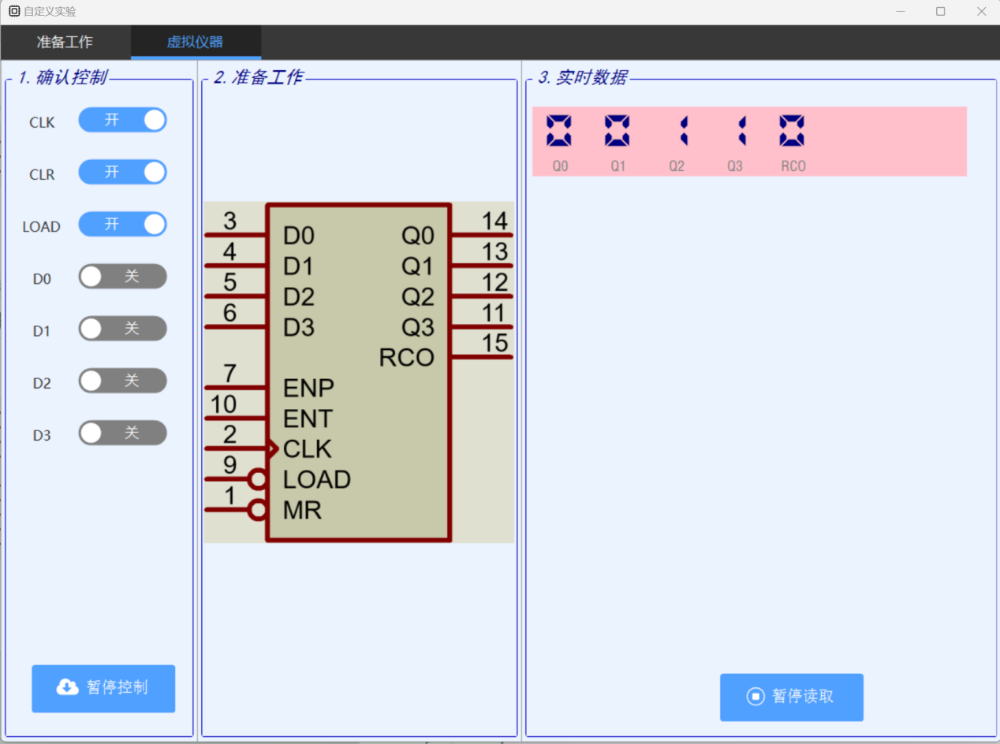 自定义实验
准备工作
虚拟仪器
1. 确认控制
CLK 开
CLR 开
LOAD 开
D0 关
D1 关
D2 关
D3 关
暂停控制
2. 准备工作
3 D0 Q0 14
4 D1 Q1 13
5 D2 Q2 12
6 D3 Q3 11
RCO 15
7 ENP
10 ENT
2 CLK
9 LOAD
1 MR
3. 实时数据
0 0 1 1 0
Q0 Q1 Q2 Q3 RCO
暂停读取